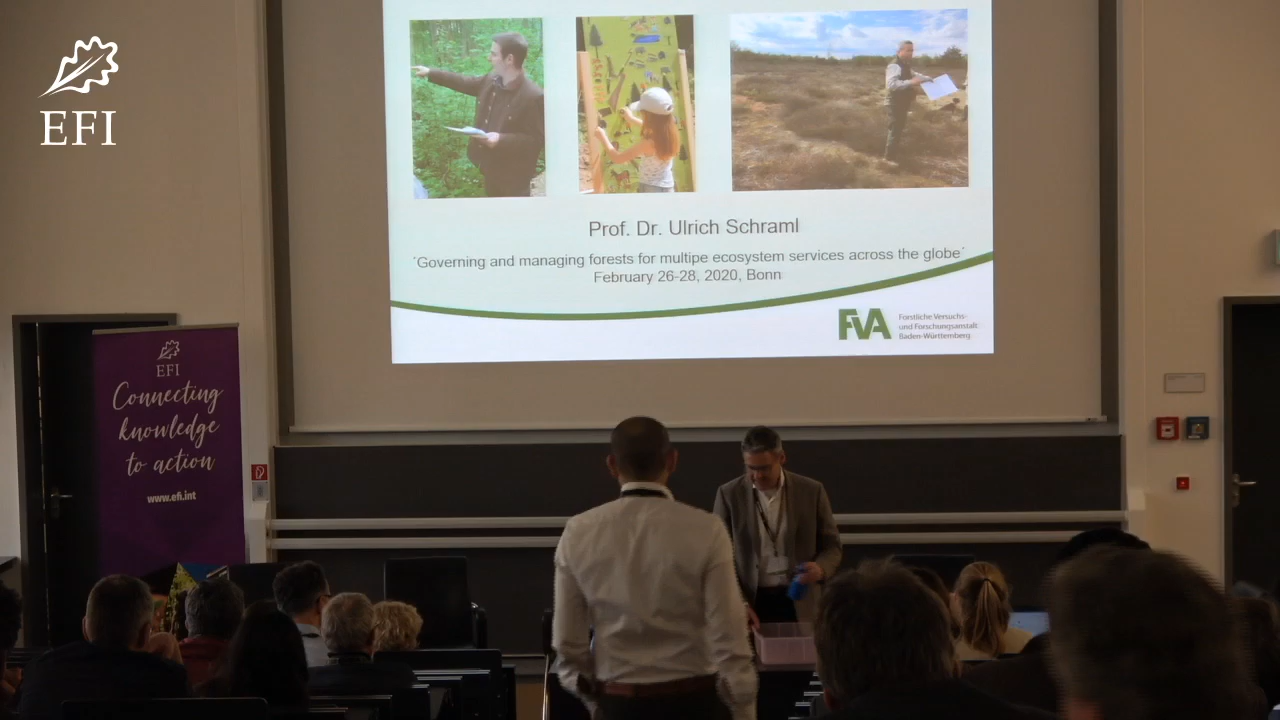 EFI
Prof. Dr. Ulrich Schraml
´Governing and managing forests for multipe ecosystem services across the globe´
February 26-28, 2020, Bonn
FVA
Forstliche Versuchs-
und Forschungsanstalt
Baden-Württemberg
EFI
Connecting
knowledge
to action
www.efi.int